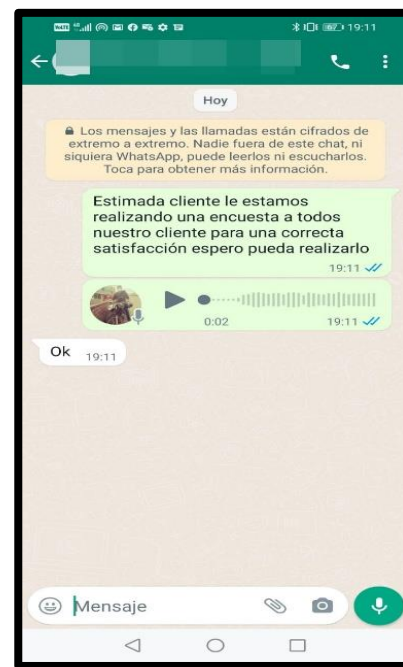 19:11
Hoy
Los mensajes y las llamadas están cifrados de
extremo a extremo. Nadie fuera de este chat, ni
siquiera WhatsApp, puede leerlos ni escucharlos.
Toca para obtener más información.
Estimada cliente le estamos
realizando una encuesta a todos
nuestro cliente para una correcta
satisfacción espero pueda realizarlo
19:11
0:02 19:11
Ok 19:11
Mensaje